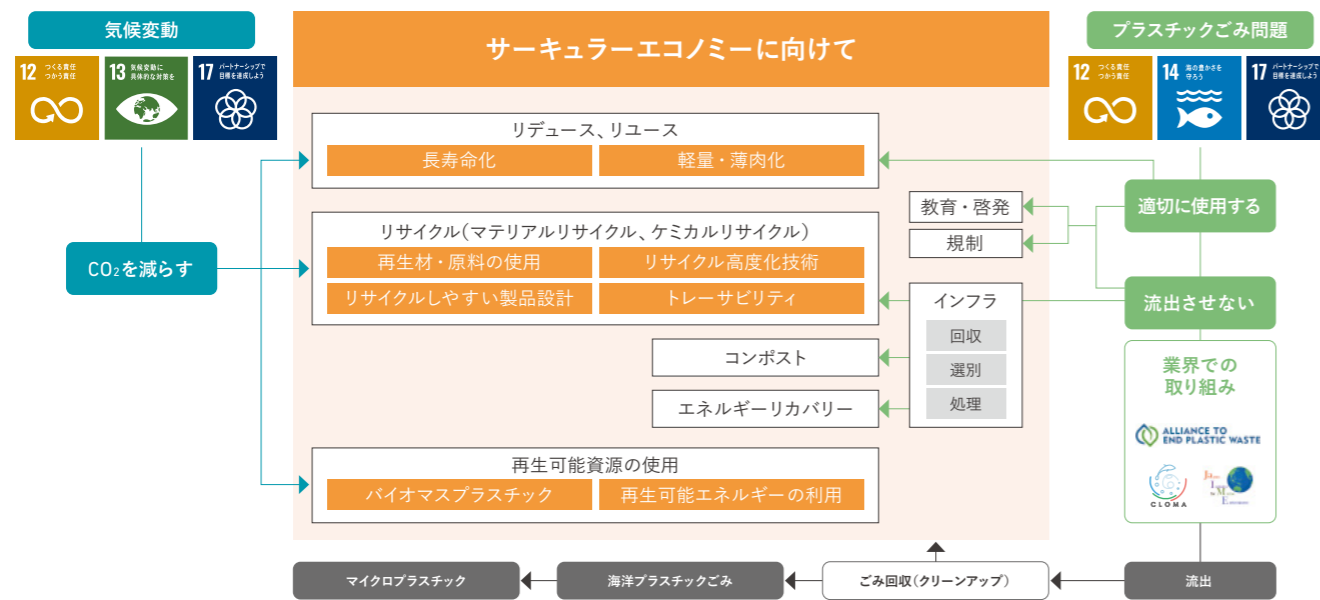 気候変動
12 つくる責任
つかう責任
13 気候変動に
具体的な対策を
17 パートナーシップで
目標を達成しよう
CO₂を減らす
サーキュラーエコノミーに向けて
リデュース、リユース
長寿命化
軽量・薄肉化
リサイクル(マテリアルリサイクル、ケミカルリサイクル)
再生材・原料の使用
リサイクル高度化技術
リサイクルしやすい製品設計
トレーサビリティ
教育・啓発
規制
インフラ
回収
選別
処理
コンポスト
エネルギーリカバリー
再生可能資源の使用
バイオマスプラスチック
再生可能エネルギーの利用
プラスチックごみ問題
12 つくる責任
つかう責任
14 海の豊かさを
守ろう
17 パートナーシップで
目標を達成しよう
適切に使用する
流出させない
業界での
取り組み
ALLIANCE TO
END PLASTIC WASTE
CLOMA
マイクロプラスチック
海洋プラスチックごみ
ごみ回収(クリーンアップ)
流出